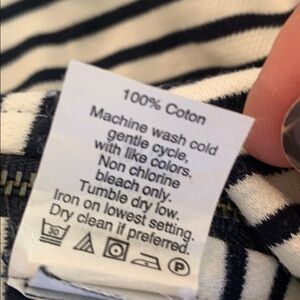 100% Coton
Machine wash cold
gentle cycle,
with like colors.
Non chlorine
bleach only.
Tumble dry low.
Iron on lowest setting.
Dry clean if preferred.
30 P